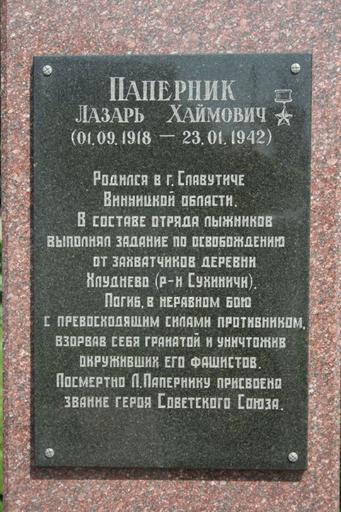 Паперник
Лазарь Хаймович
(01.09.1918 — 23.01.1942)
Родился в г. Славутиче
Винницкой области.
В составе отряда лыжников
выполнял задание по освобождению
от захватчиков деревни
Хлуднево (р-н Сухиничи).
Погиб, в неравном бою
с превосходящим силами противником,
взорвав себя гранатой и уничтожив
окруживших его фашистов.
Посмертно Л.Папернику присвоено
звание героя Советского Союза.